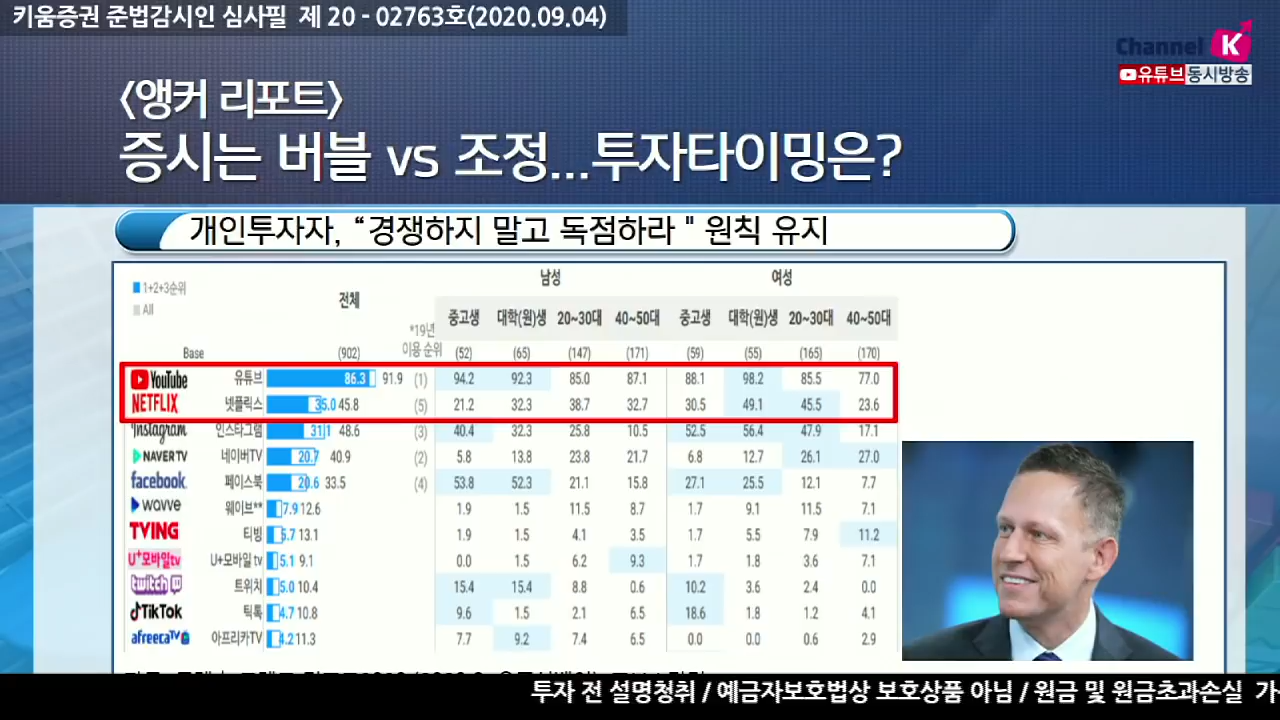 키움증권 준법감시인 심사필 제 20 - 02763호(2020.09.04)
Channel K
유튜브 동시방송
〈앵커 리포트〉
증시는 버블 vs 조정...투자타이밍은?
개인투자자, “경쟁하지 말고 독점하라 " 원칙 유지
1+2+3순위
All
전체
남성
여성
*19년
이용 순위
중고생 대학(원)생 20~30대 40~50대 중고생 대학(원)생 20~30대 40~50대
Base (902) (52) (65) (147) (171) (59) (55) (165) (170)
YouTube 유튜브 86.3 91.9 (1) 94.2 92.3 85.0 87.1 88.1 98.2 85.5 77.0
NETFLIX 넷플릭스 35.0 45.8 (5) 21.2 32.3 38.7 32.7 30.5 49.1 45.5 23.6
Instagram 인스타그램 31.1 48.6 (3) 40.4 32.3 25.8 10.5 52.5 56.4 47.9 17.1
NAVER TV 네이버TV 20.7 40.9 (2) 5.8 13.8 23.8 21.7 6.8 12.7 26.1 27.0
facebook. 페이스북 20.6 33.5 (4) 53.8 52.3 21.1 15.8 27.1 25.5 12.1 7.7
wavve 웨이브** 7.9 12.6 1.9 1.5 11.5 8.7 1.7 9.1 11.5 7.1
TVING 티빙 5.7 13.1 1.9 1.5 4.1 3.5 1.7 5.5 7.9 11.2
U+모바일tv U+모바일 tv 5.1 9.1 0.0 1.5 6.2 9.3 1.7 1.8 3.6 7.1
twitch 트위치 5.0 10.4 15.4 15.4 8.8 0.6 10.2 3.6 2.4 0.0
TikTok 틱톡 4.7 10.8 9.6 1.5 2.1 6.5 18.6 1.8 1.2 4.1
afreecaTV 아프리카TV 4.2 11.3 7.7 9.2 7.4 6.5 0.0 0.0 0.6 2.9
투자 전 설명청취 / 예금자보호법상 보호상품 아님 / 원금 및 원금초과손실 가